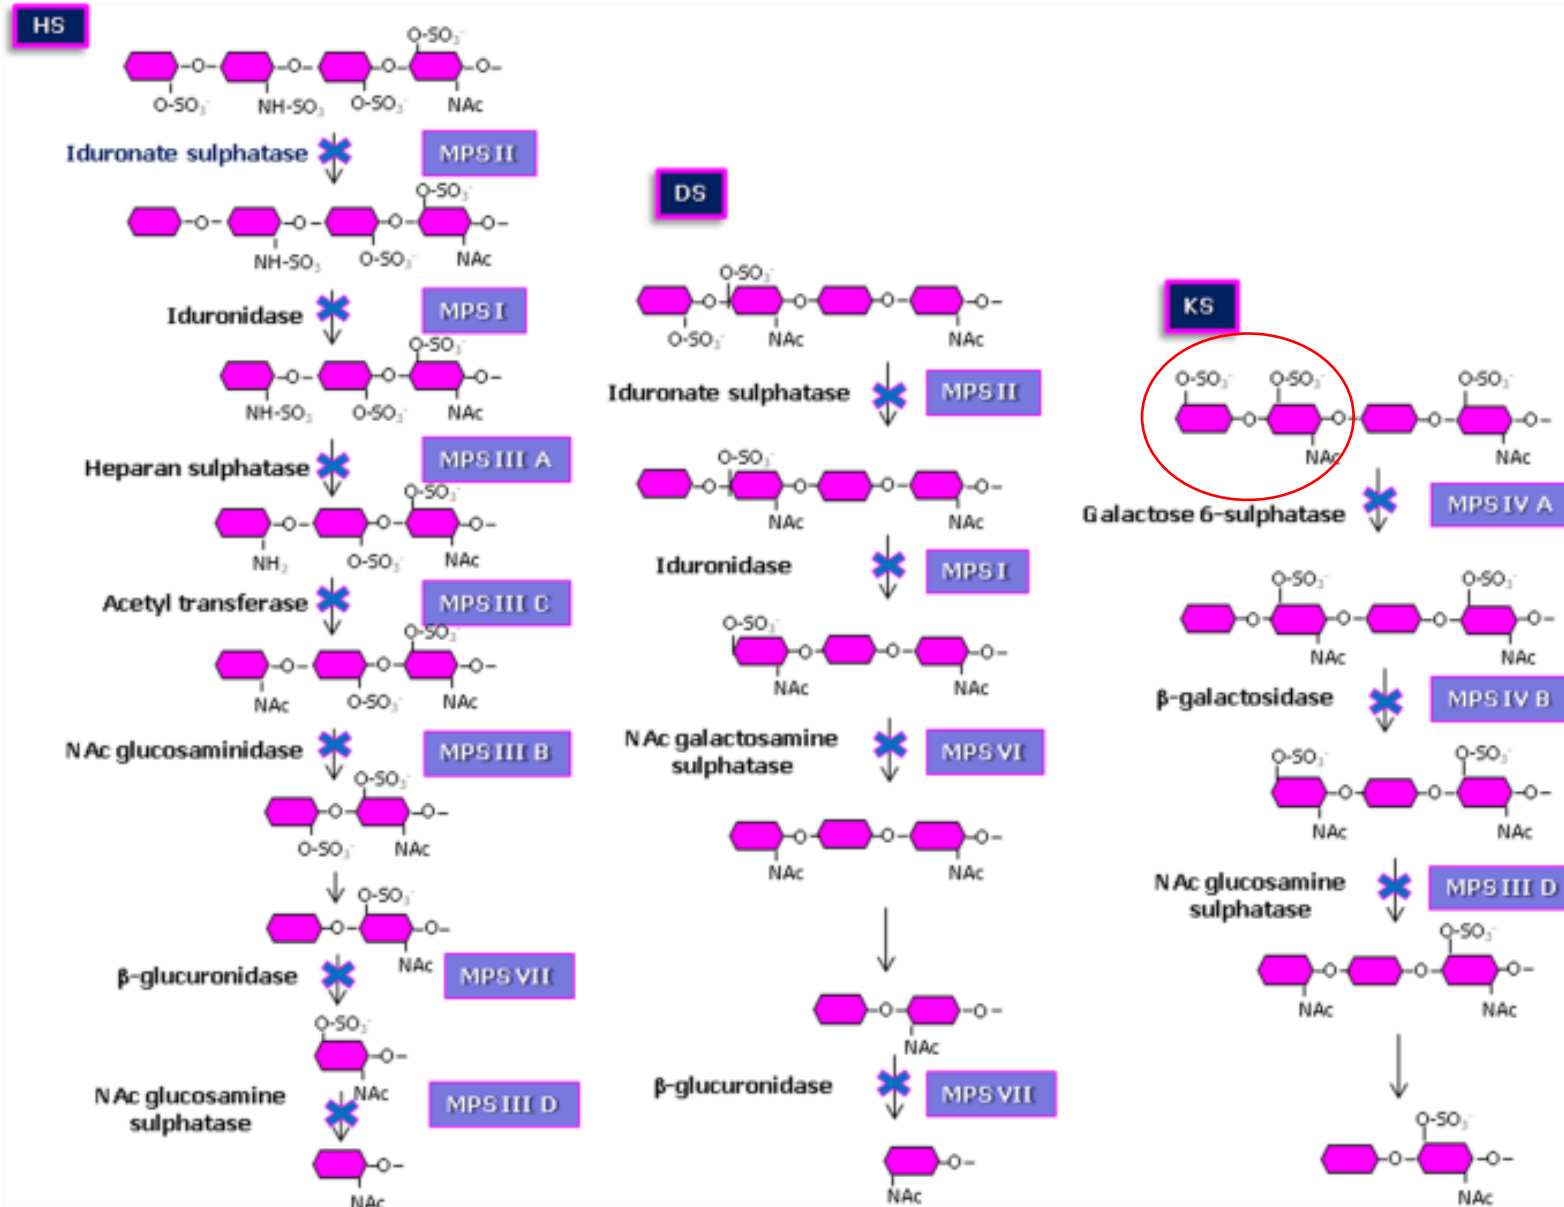 HS
O-SO₃⁻
-O- -O- -O- -O-
O-SO₃⁻ NH-SO₃ O-SO₃⁻ NAc
Iduronate sulphatase MPS II
O-SO₃⁻
-O- -O- -O- -O-
NH-SO₃ O-SO₃⁻ NAc
Iduronidase MPS I
O-SO₃⁻
-O- -O- -O-
NH-SO₃ O-SO₃⁻ NAc
Heparan sulphatase MPS III A
O-SO₃⁻
-O- -O- -O-
NH₂ O-SO₃⁻ NAc
Acetyl transferase MPS III C
O-SO₃⁻
-O- -O- -O-
NAc O-SO₃⁻ NAc
NAc glucosaminidase MPS III B
O-SO₃⁻
-O- -O-
O-SO₃⁻ NAc
O-SO₃⁻
-O- -O-
NAc
β-glucuronidase MPS VII
O-SO₃⁻
-O-
NAc
NAc glucosamine
sulphatase MPS III D
-O-
NAc
DS
O-SO₃⁻
-O- -O- -O- -O-
O-SO₃⁻ NAc NAc
Iduronate sulphatase MPS II
O-SO₃⁻
-O- -O- -O- -O-
NAc NAc
Iduronidase MPS I
O-SO₃⁻
-O- -O- -O-
NAc NAc
NAc galactosamine
sulphatase MPS VI
-O- -O- -O-
NAc NAc
-O- -O-
NAc
β-glucuronidase MPS VII
-O-
NAc
KS
O-SO₃⁻ O-SO₃⁻ O-SO₃⁻
-O- -O- -O- -O-
NAc NAc
Galactose 6-sulphatase MPS IV A
O-SO₃⁻ O-SO₃⁻
-O- -O- -O- -O-
NAc NAc
β-galactosidase MPS IV B
O-SO₃⁻ O-SO₃⁻
-O- -O- -O-
NAc NAc
NAc glucosamine
sulphatase MPS III D
O-SO₃⁻
-O- -O- -O-
NAc NAc
O-SO₃⁻
-O- -O-
NAc